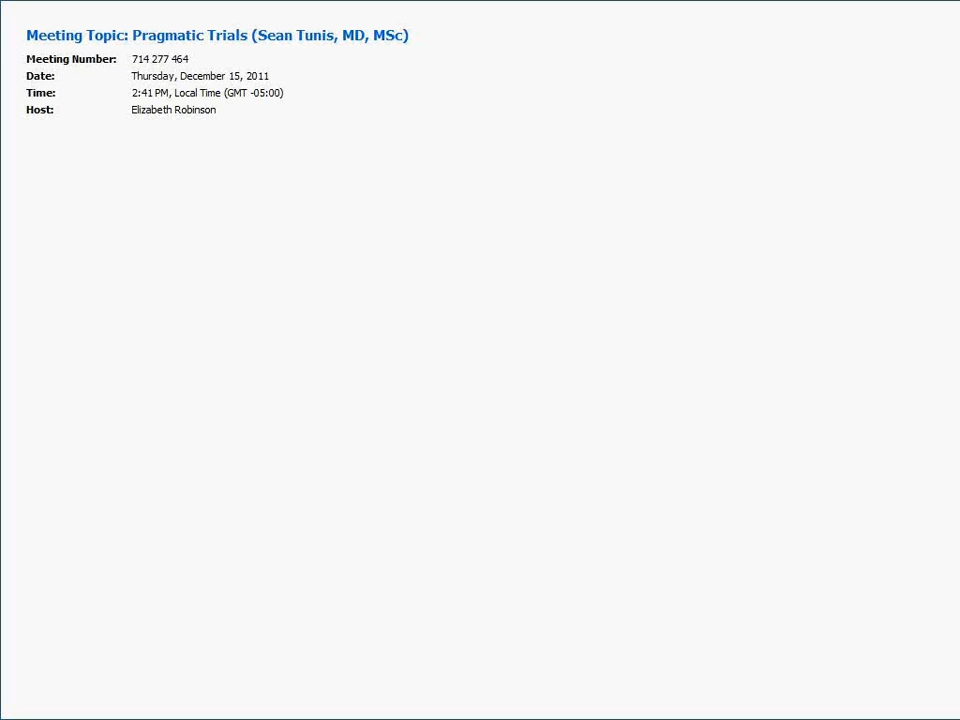 Meeting Topic: Pragmatic Trials (Sean Tunis, MD, MSc)
Meeting Number: 714 277 464
Date: Thursday, December 15, 2011
Time: 2:41 PM, Local Time (GMT -05:00)
Host: Elizabeth Robinson